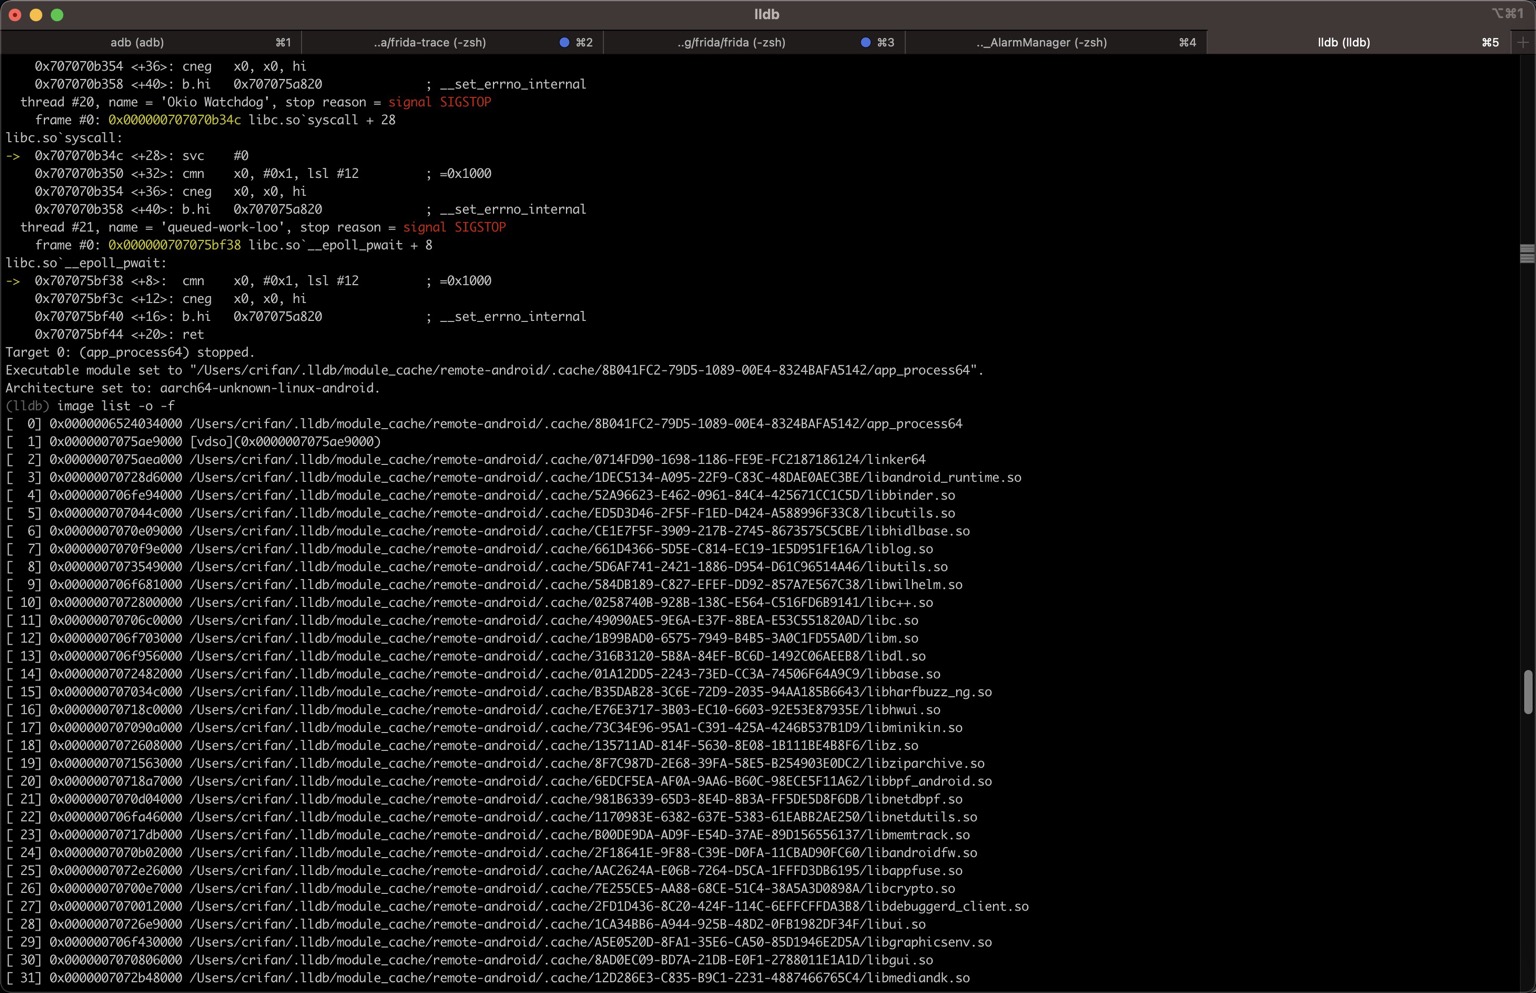 lldb
⌥⌘1
adb (adb) ⌘1 ..a/frida-trace (-zsh) ⌘2 ..g/frida/frida (-zsh) ⌘3 .._AlarmManager (-zsh) ⌘4 lldb (lldb) ⌘5
0x707070b354 <+36>: cneg x0, x0, hi
0x707070b358 <+40>: b.hi 0x707075a820 ; __set_errno_internal
thread #20, name = 'Okio Watchdog', stop reason = signal SIGSTOP
frame #0: 0x000000707070b34c libc.so`syscall + 28
libc.so`syscall:
-> 0x707070b34c <+28>: svc #0
0x707070b350 <+32>: cmn x0, #0x1, lsl #12 ; =0x1000
0x707070b354 <+36>: cneg x0, x0, hi
0x707070b358 <+40>: b.hi 0x707075a820 ; __set_errno_internal
thread #21, name = 'queued-work-loo', stop reason = signal SIGSTOP
frame #0: 0x000000707075bf38 libc.so`__epoll_pwait + 8
libc.so`__epoll_pwait:
-> 0x707075bf38 <+8>: cmn x0, #0x1, lsl #12 ; =0x1000
0x707075bf3c <+12>: cneg x0, x0, hi
0x707075bf40 <+16>: b.hi 0x707075a820 ; __set_errno_internal
0x707075bf44 <+20>: ret
Target 0: (app_process64) stopped.
Executable module set to "/Users/crifan/.lldb/module_cache/remote-android/.cache/8B041FC2-79D5-1089-00E4-8324BAFA5142/app_process64".
Architecture set to: aarch64-unknown-linux-android.
(lldb) image list -o -f
[ 0] 0x0000006524034000 /Users/crifan/.lldb/module_cache/remote-android/.cache/8B041FC2-79D5-1089-00E4-8324BAFA5142/app_process64
[ 1] 0x0000007075ae9000 [vdso](0x0000007075ae9000)
[ 2] 0x0000007075aea000 /Users/crifan/.lldb/module_cache/remote-android/.cache/0714FD90-1698-1186-FE9E-FC2187186124/linker64
[ 3] 0x00000070728d6000 /Users/crifan/.lldb/module_cache/remote-android/.cache/1DEC5134-A095-22F9-C83C-48DAE0AEC3BE/libandroid_runtime.so
[ 4] 0x000000706fe94000 /Users/crifan/.lldb/module_cache/remote-android/.cache/52A96623-E462-0961-84C4-425671CC1C5D/libbinder.so
[ 5] 0x000000707044c000 /Users/crifan/.lldb/module_cache/remote-android/.cache/ED5D3D46-2F5F-F1ED-D424-A588996F33C8/libcutils.so
[ 6] 0x0000007070e09000 /Users/crifan/.lldb/module_cache/remote-android/.cache/CE1E7F5F-3909-217B-2745-8673575C5CBE/libhidlbase.so
[ 7] 0x0000007070f9e000 /Users/crifan/.lldb/module_cache/remote-android/.cache/661D4366-5D5E-C814-EC19-1E5D951FE16A/liblog.so
[ 8] 0x0000007073549000 /Users/crifan/.lldb/module_cache/remote-android/.cache/5D6AF741-2421-1886-D954-D61C96514A46/libutils.so
[ 9] 0x000000706f681000 /Users/crifan/.lldb/module_cache/remote-android/.cache/584DB189-C827-EFEF-DD92-857A7E567C38/libwilhelm.so
[ 10] 0x0000007072800000 /Users/crifan/.lldb/module_cache/remote-android/.cache/0258740B-928B-138C-E564-C516FD6B9141/libc++.so
[ 11] 0x00000070706c0000 /Users/crifan/.lldb/module_cache/remote-android/.cache/49090AE5-9E6A-E37F-8BEA-E53C551820AD/libc.so
[ 12] 0x000000706f703000 /Users/crifan/.lldb/module_cache/remote-android/.cache/1B99BAD0-6575-7949-B4B5-3A0C1FD55A0D/libm.so
[ 13] 0x000000706f956000 /Users/crifan/.lldb/module_cache/remote-android/.cache/316B3120-5B8A-84EF-BC6D-1492C06AEEB8/libdl.so
[ 14] 0x0000007072482000 /Users/crifan/.lldb/module_cache/remote-android/.cache/01A12DD5-2243-73ED-CC3A-74506F64A9C9/libbase.so
[ 15] 0x000000707034c000 /Users/crifan/.lldb/module_cache/remote-android/.cache/B35DAB28-3C6E-72D9-2035-94AA185B6643/libharfbuzz_ng.so
[ 16] 0x000000070718c0000 /Users/crifan/.lldb/module_cache/remote-android/.cache/E76E3717-3B03-EC10-6603-92E53E87935E/libhwui.so
[ 17] 0x000000707090a000 /Users/crifan/.lldb/module_cache/remote-android/.cache/73C34E96-95A1-C391-425A-4246B537B1D9/libminikin.so
[ 18] 0x0000007072608000 /Users/crifan/.lldb/module_cache/remote-android/.cache/135711AD-814F-5630-8E08-1B111BE4B8F6/libz.so
[ 19] 0x0000007071563000 /Users/crifan/.lldb/module_cache/remote-android/.cache/8F7C987D-2E68-39FA-58E5-B254903E0DC2/libziparchive.so
[ 20] 0x00000070718a7000 /Users/crifan/.lldb/module_cache/remote-android/.cache/6EDCF5EA-AF0A-9AA6-B60C-98ECE5F11A62/libbpf_android.so
[ 21] 0x0000007070d04000 /Users/crifan/.lldb/module_cache/remote-android/.cache/981B6339-65D3-8E4D-8B3A-FF5DE5D8F6DB/libnetdbpf.so
[ 22] 0x000000706fa46000 /Users/crifan/.lldb/module_cache/remote-android/.cache/1170983E-6382-637E-5383-61EABB2AE250/libnetdutils.so
[ 23] 0x00000070717db000 /Users/crifan/.lldb/module_cache/remote-android/.cache/B00DE9DA-AD9F-E54D-37AE-89D156556137/libmemtrack.so
[ 24] 0x0000007070b02000 /Users/crifan/.lldb/module_cache/remote-android/.cache/2F18641E-9F88-C39E-D0FA-11CBAD90FC60/libandroidfw.so
[ 25] 0x0000007072e26000 /Users/crifan/.lldb/module_cache/remote-android/.cache/AAC2624A-E06B-7264-D5CA-1FFFD3DB6195/libappfuse.so
[ 26] 0x00000070700e7000 /Users/crifan/.lldb/module_cache/remote-android/.cache/7E255CE5-AA88-68CE-51C4-38A5A3D0898A/libcrypto.so
[ 27] 0x0000007070012000 /Users/crifan/.lldb/module_cache/remote-android/.cache/2FD1D436-8C20-424F-114C-6EFFCFFDA3B8/libdebuggerd_client.so
[ 28] 0x00000070726e9000 /Users/crifan/.lldb/module_cache/remote-android/.cache/1CA34BB6-A944-925B-48D2-0FB1982DF34F/libui.so
[ 29] 0x000000706f430000 /Users/crifan/.lldb/module_cache/remote-android/.cache/A5E0520D-8FA1-35E6-CA50-85D1946E2D5A/libgraphicsenv.so
[ 30] 0x0000007070806000 /Users/crifan/.lldb/module_cache/remote-android/.cache/8AD0EC09-BD7A-21DB-E0F1-2788011E1A1D/libgui.so
[ 31] 0x0000007072b48000 /Users/crifan/.lldb/module_cache/remote-android/.cache/12D286E3-C835-B9C1-2231-4887466765C4/libmediandk.so